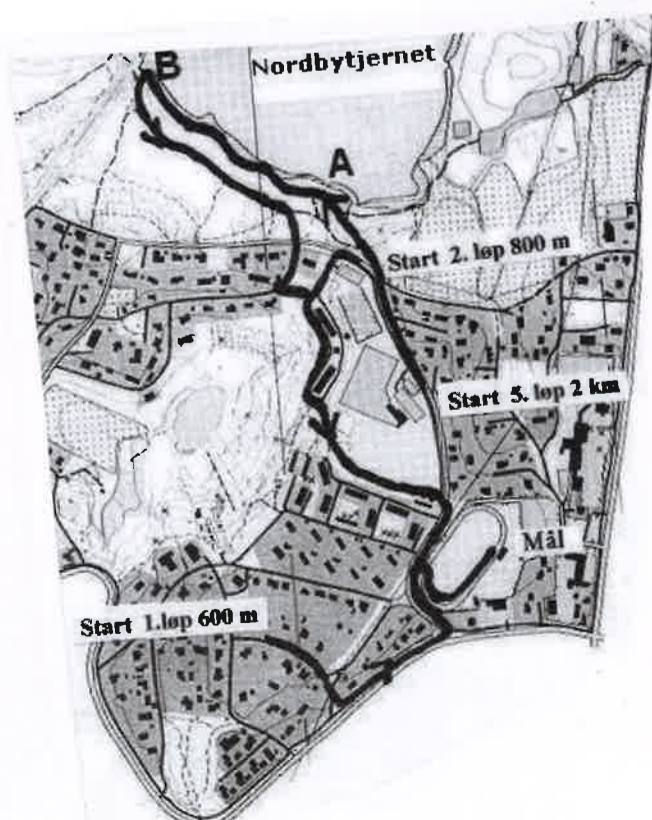 B
Nordbytjernet
A
Start 2. løp 800 m
Start 5. løp 2 km
Mål
Start 1.løp 600 m